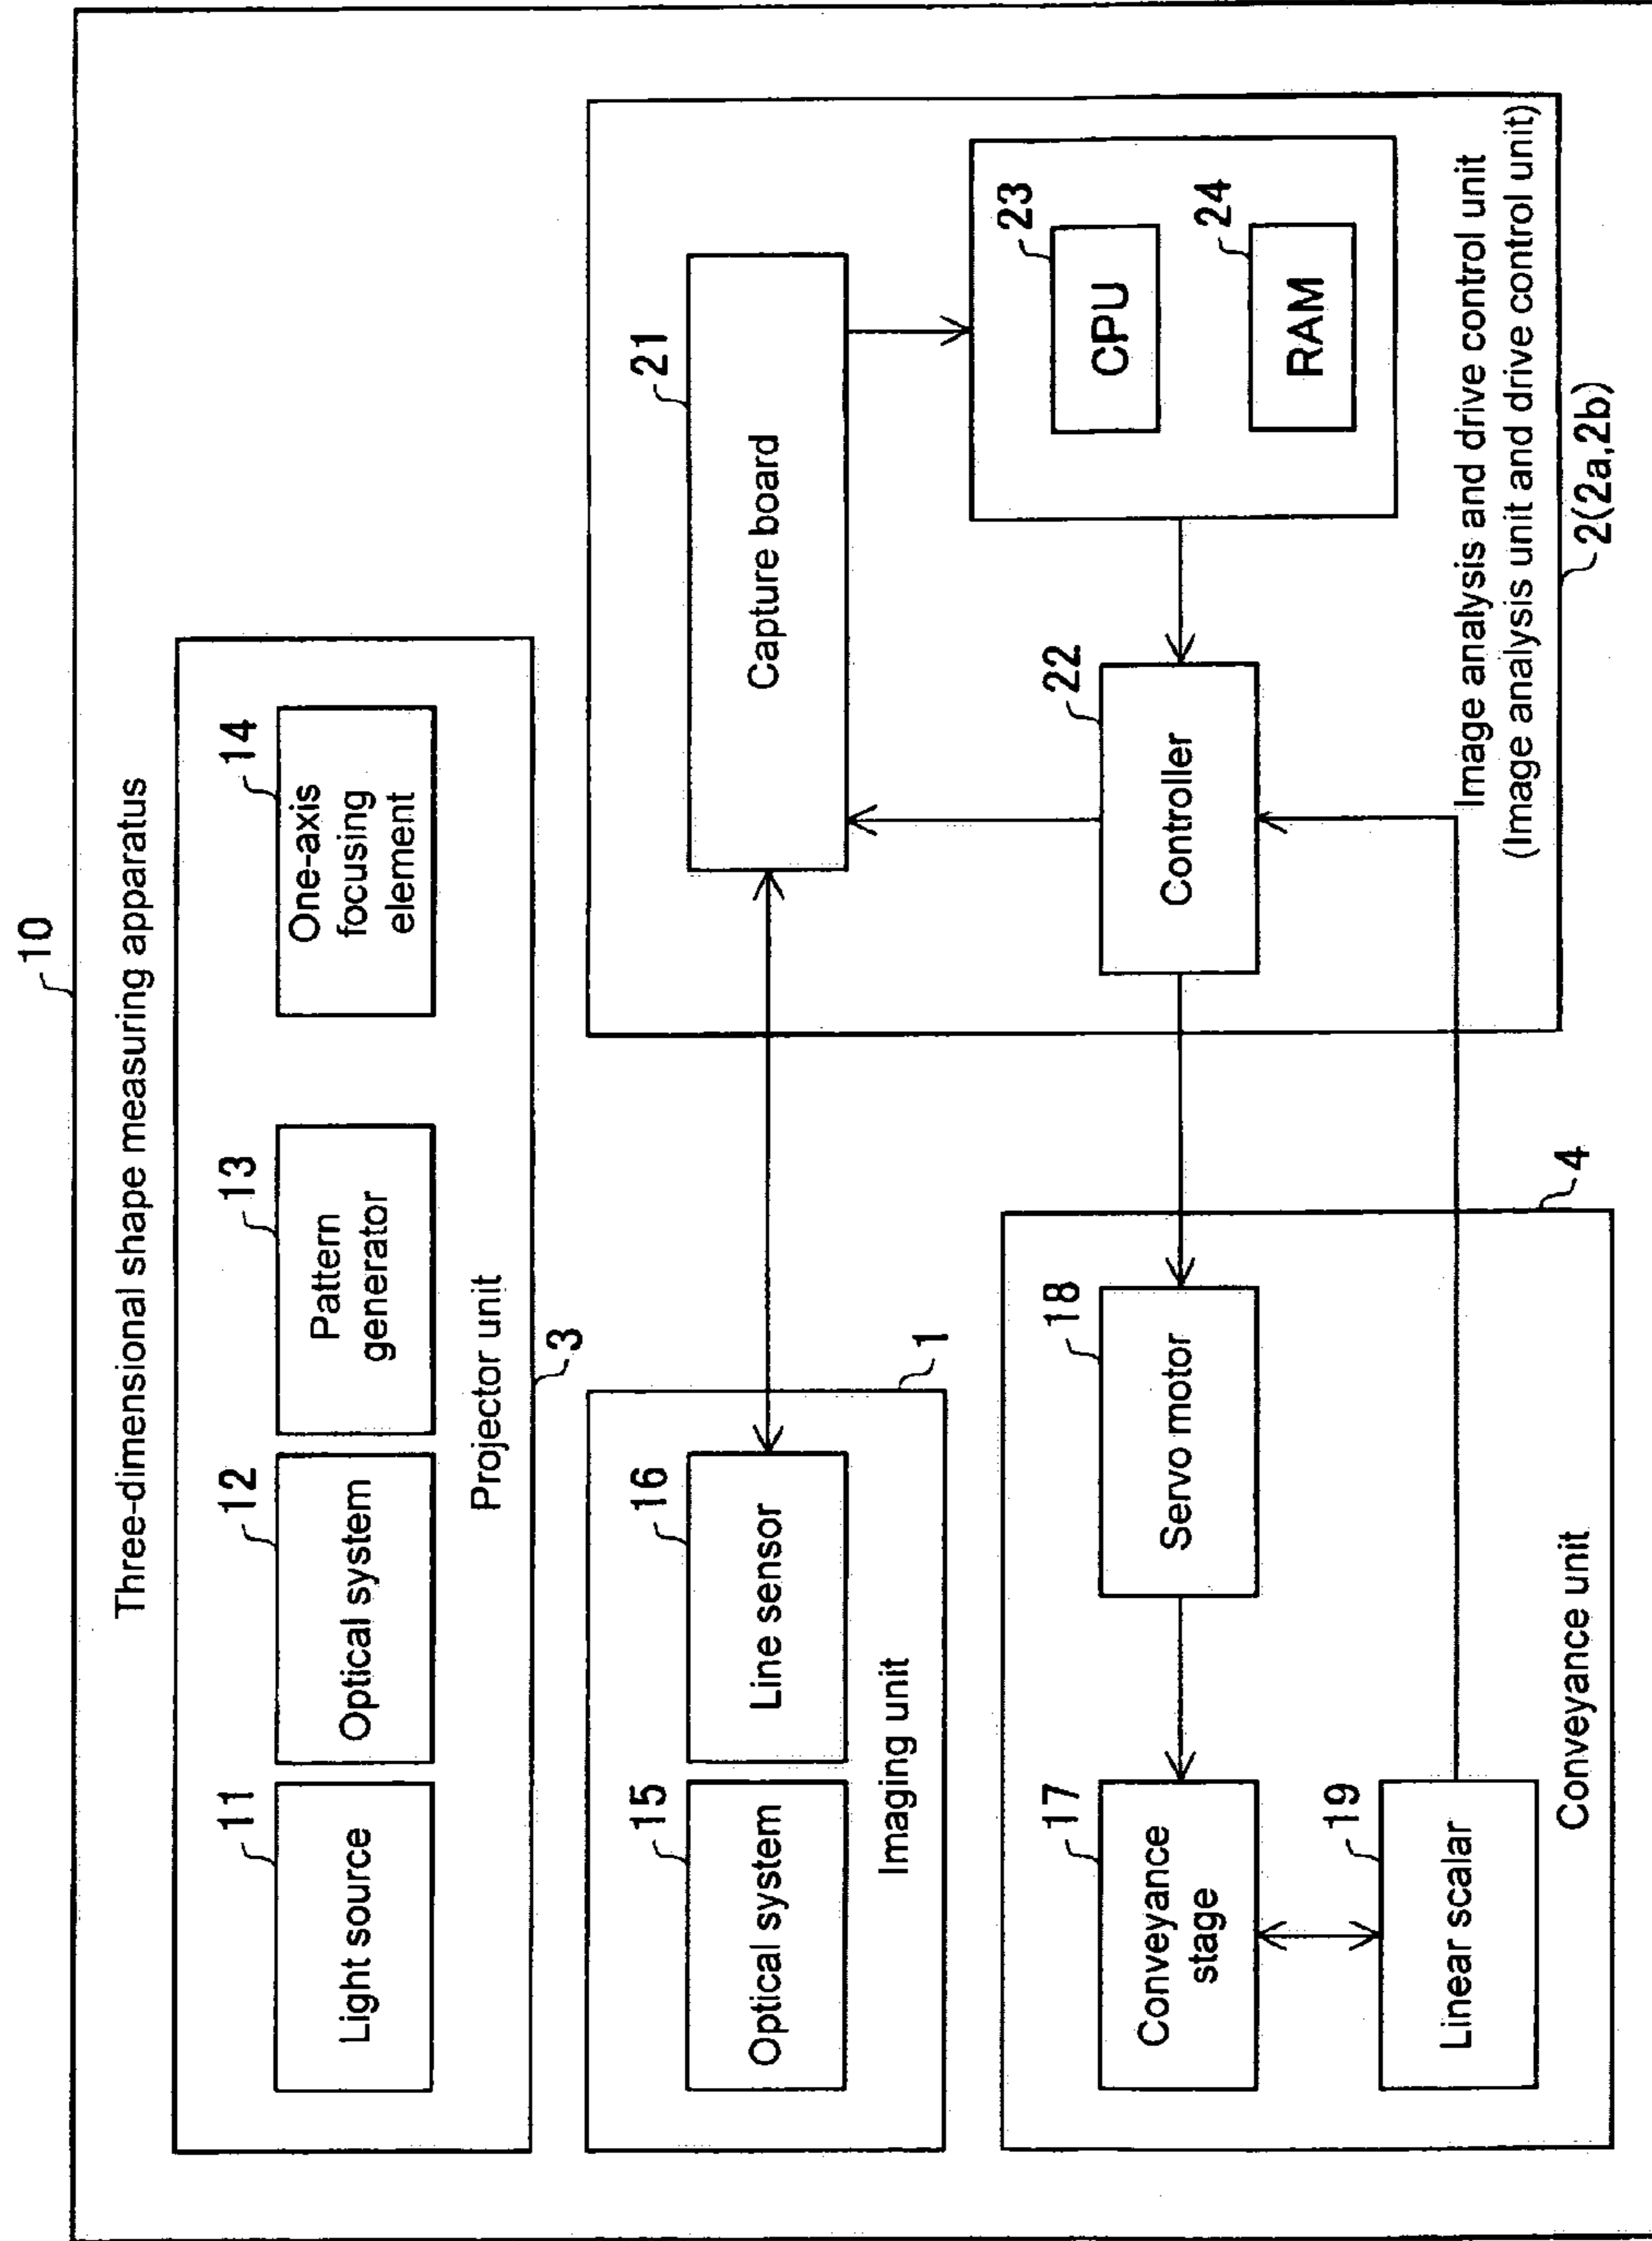 10
Three-dimensional shape measuring apparatus
11
Light source
12
Optical system
13
Pattern
generator
14
One-axis
focusing
element
Projector unit
3
15
Optical system
16
Line sensor
Imaging unit
1
21
Capture board
22
Controller
23
CPU
24
RAM
Image analysis and drive control unit
(Image analysis unit and drive control unit)
2(2a,2b)
17
Conveyance
stage
18
Servo motor
19
Linear scalar
Conveyance unit
4